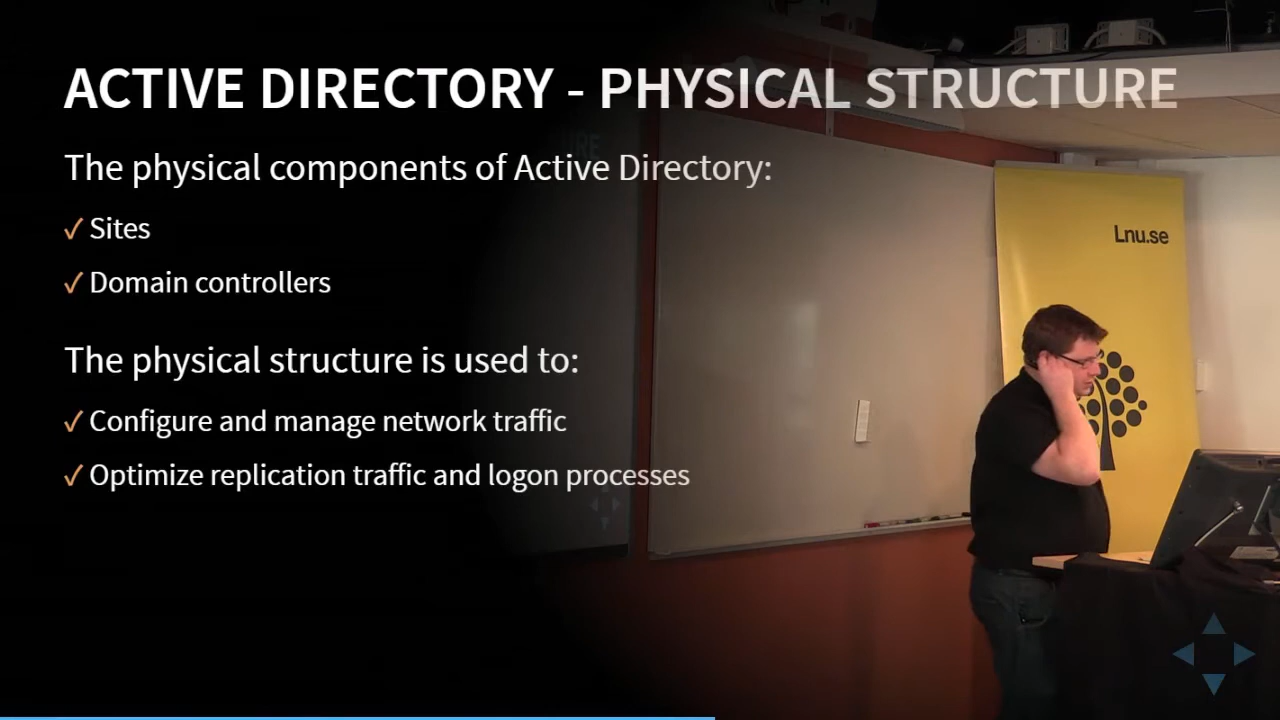 ACTIVE DIRECTORY - PHYSICAL STRUCTURE
The physical components of Active Directory:
✓ Sites
✓ Domain controllers
The physical structure is used to:
✓ Configure and manage network traffic
✓ Optimize replication traffic and logon processes
Lnu.se